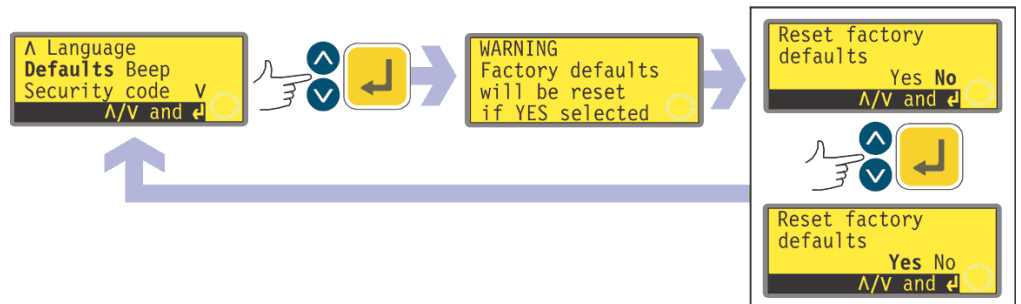 Λ Language
Defaults Beep
Security code V
Λ/V and ↵
WARNING
Factory defaults
will be reset
if YES selected
Reset factory
defaults
Yes No
Λ/V and ↵
Reset factory
defaults
Yes No
Λ/V and ↵